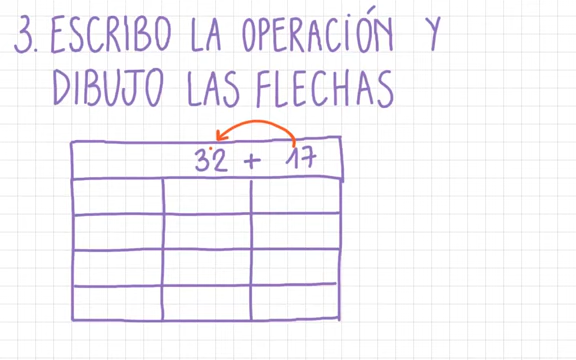 3. ESCRIBO LA OPERACIÓN Y
DIBUJO LAS FLECHAS
32 + 17